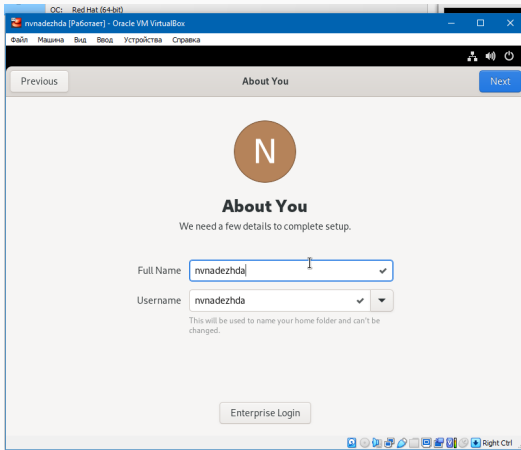 ОС: Red Hat (64-bit)
nvnadezhda [Работает] - Oracle VM VirtualBox
Файл Машина Вид Ввод Устройства Справка
Previous About You Next
N
About You
We need a few details to complete setup.
Full Name nvnadezhda
Username nvnadezhda
This will be used to name your home folder and can't be
changed.
Enterprise Login
Right Ctrl